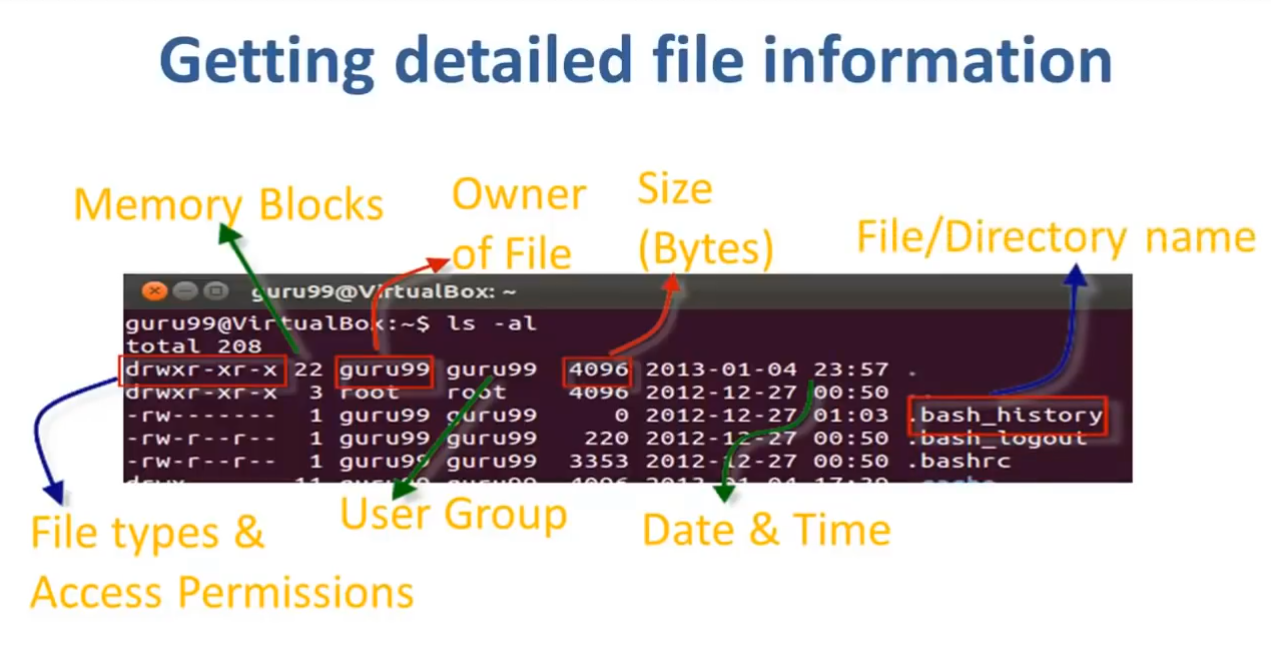 Getting detailed file information
Memory Blocks
Owner
of File
Size
(Bytes)
File/Directory name
guru99@VirtualBox: ~
guru99@VirtualBox:~$ ls -al
total 208
drwxr-xr-x 22 guru99 guru99 4096 2013-01-04 23:57 .
drwxr-xr-x 3 root root 4096 2012-12-27 00:50 ..
-rw------- 1 guru99 guru99 0 2012-12-27 01:03 .bash_history
-rw-r--r-- 1 guru99 guru99 220 2012-12-27 00:50 .bash_logout
-rw-r--r-- 1 guru99 guru99 3353 2012-12-27 00:50 .bashrc
File types &
Access Permissions
User Group
Date & Time